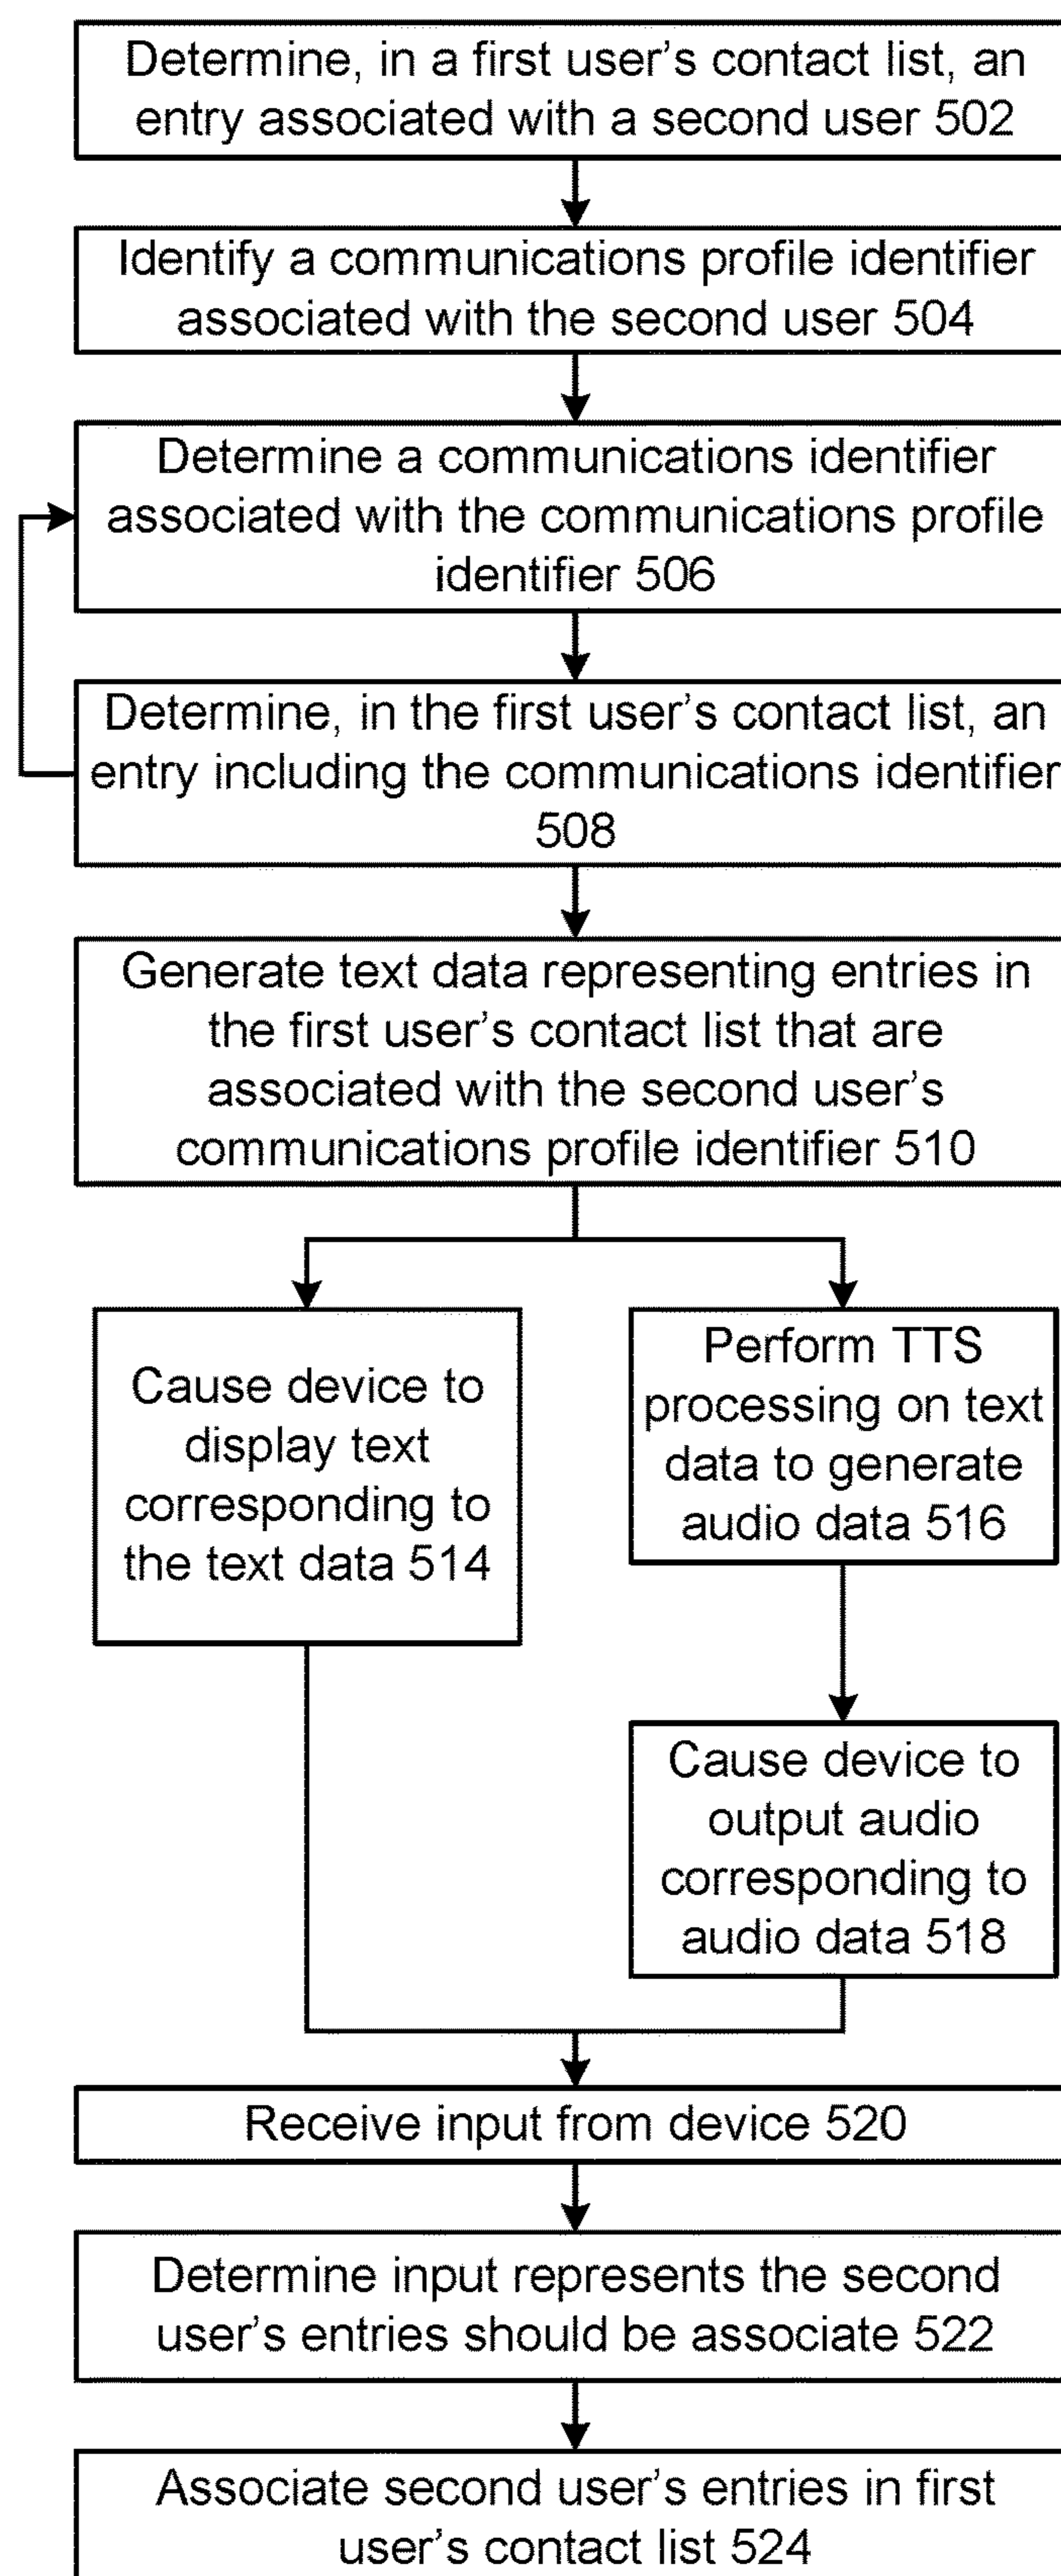 Determine, in a first user's contact list, an
entry associated with a second user 502
Identify a communications profile identifier
associated with the second user 504
Determine a communications identifier
associated with the communications profile
identifier 506
Determine, in the first user's contact list, an
entry including the communications identifier
508
Generate text data representing entries in
the first user's contact list that are
associated with the second user's
communications profile identifier 510
Cause device to
display text
corresponding to
the text data 514
Perform TTS
processing on text
data to generate
audio data 516
Cause device to
output audio
corresponding to
audio data 518
Receive input from device 520
Determine input represents the second
user's entries should be associate 522
Associate second user's entries in first
user's contact list 524